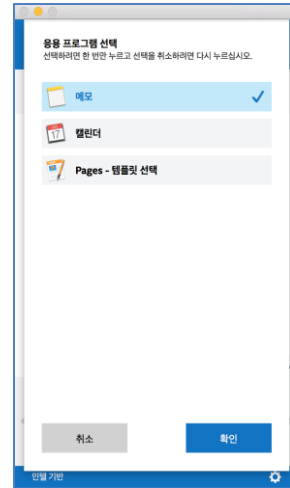 응용 프로그램 선택
선택하려면 한 번만 누르고 선택을 취소하려면 다시 누르십시오.
메모
17
캘린더
Pages - 템플릿 선택
취소
확인
인텔 기반